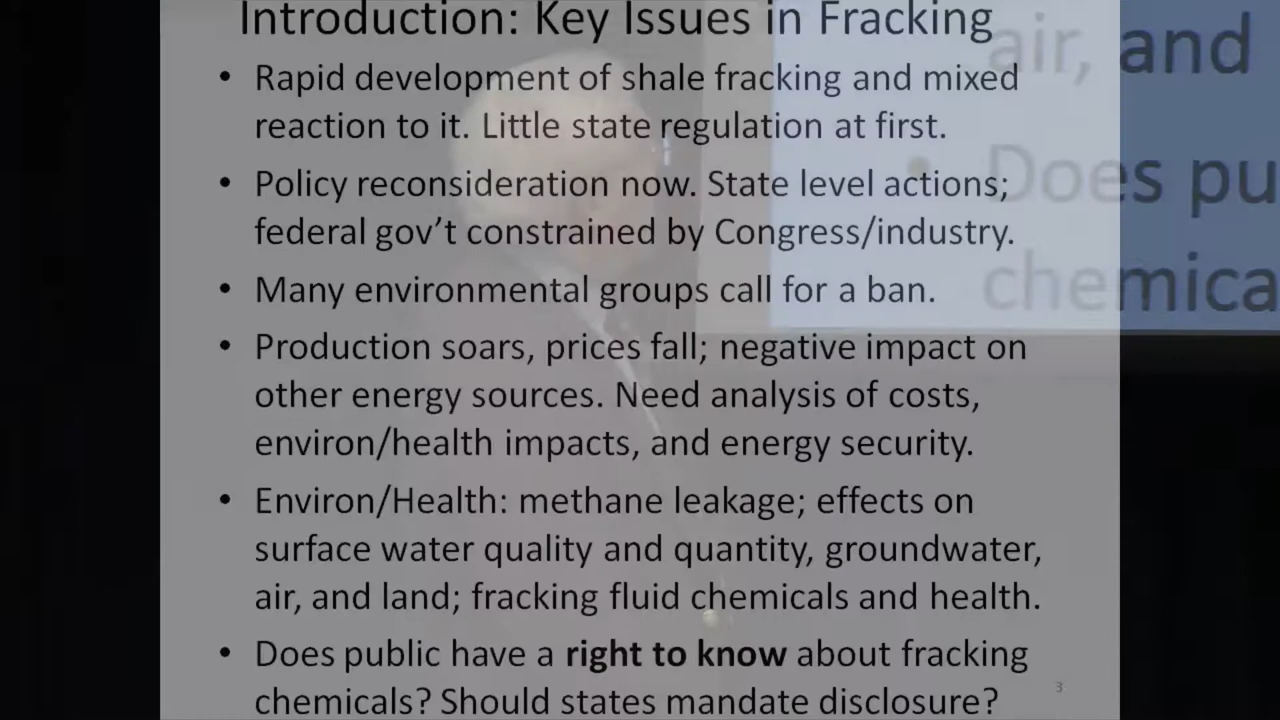 Introduction: Key Issues in Fracking
• Rapid development of shale fracking and mixed
reaction to it. Little state regulation at first.
• Policy reconsideration now. State level actions;
federal gov’t constrained by Congress/industry.
• Many environmental groups call for a ban.
• Production soars, prices fall; negative impact on
other energy sources. Need analysis of costs,
environ/health impacts, and energy security.
• Environ/Health: methane leakage; effects on
surface water quality and quantity, groundwater,
air, and land; fracking fluid chemicals and health.
• Does public have a right to know about fracking
chemicals? Should states mandate disclosure?
3
air, and
• Does pu
chemica